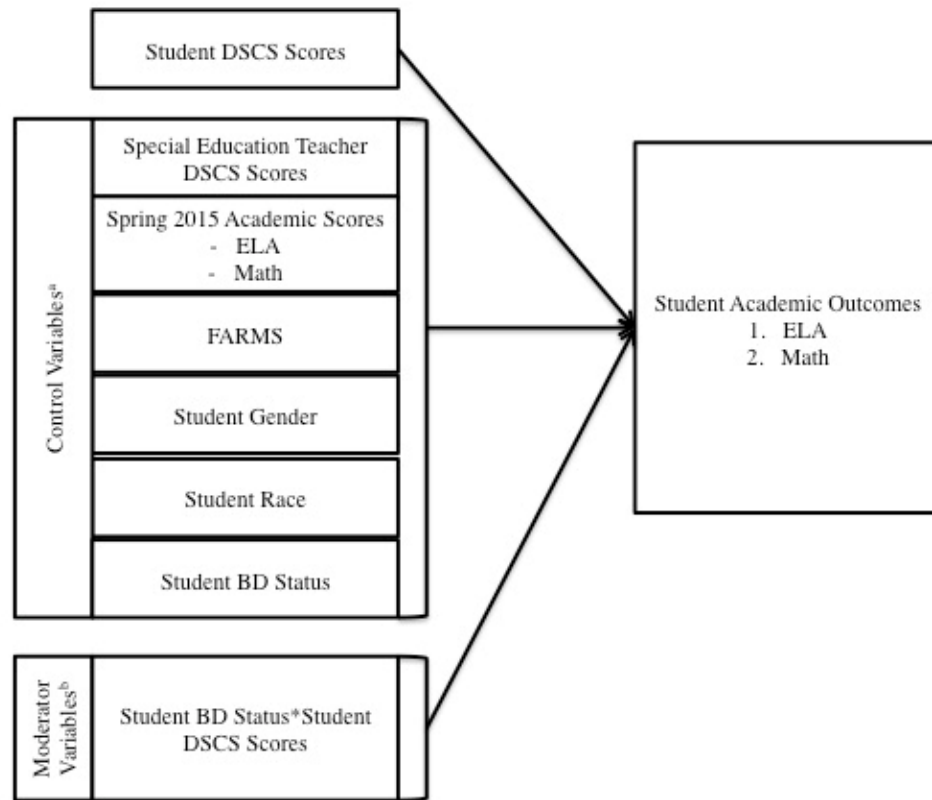 Student DSCS Scores
Control Variablesᵃ
Special Education Teacher
DSCS Scores
Spring 2015 Academic Scores
- ELA
- Math
FARMS
Student Gender
Student Race
Student BD Status
Moderator
Variablesᵇ
Student BD Status*Student
DSCS Scores
Student Academic Outcomes
1. ELA
2. Math